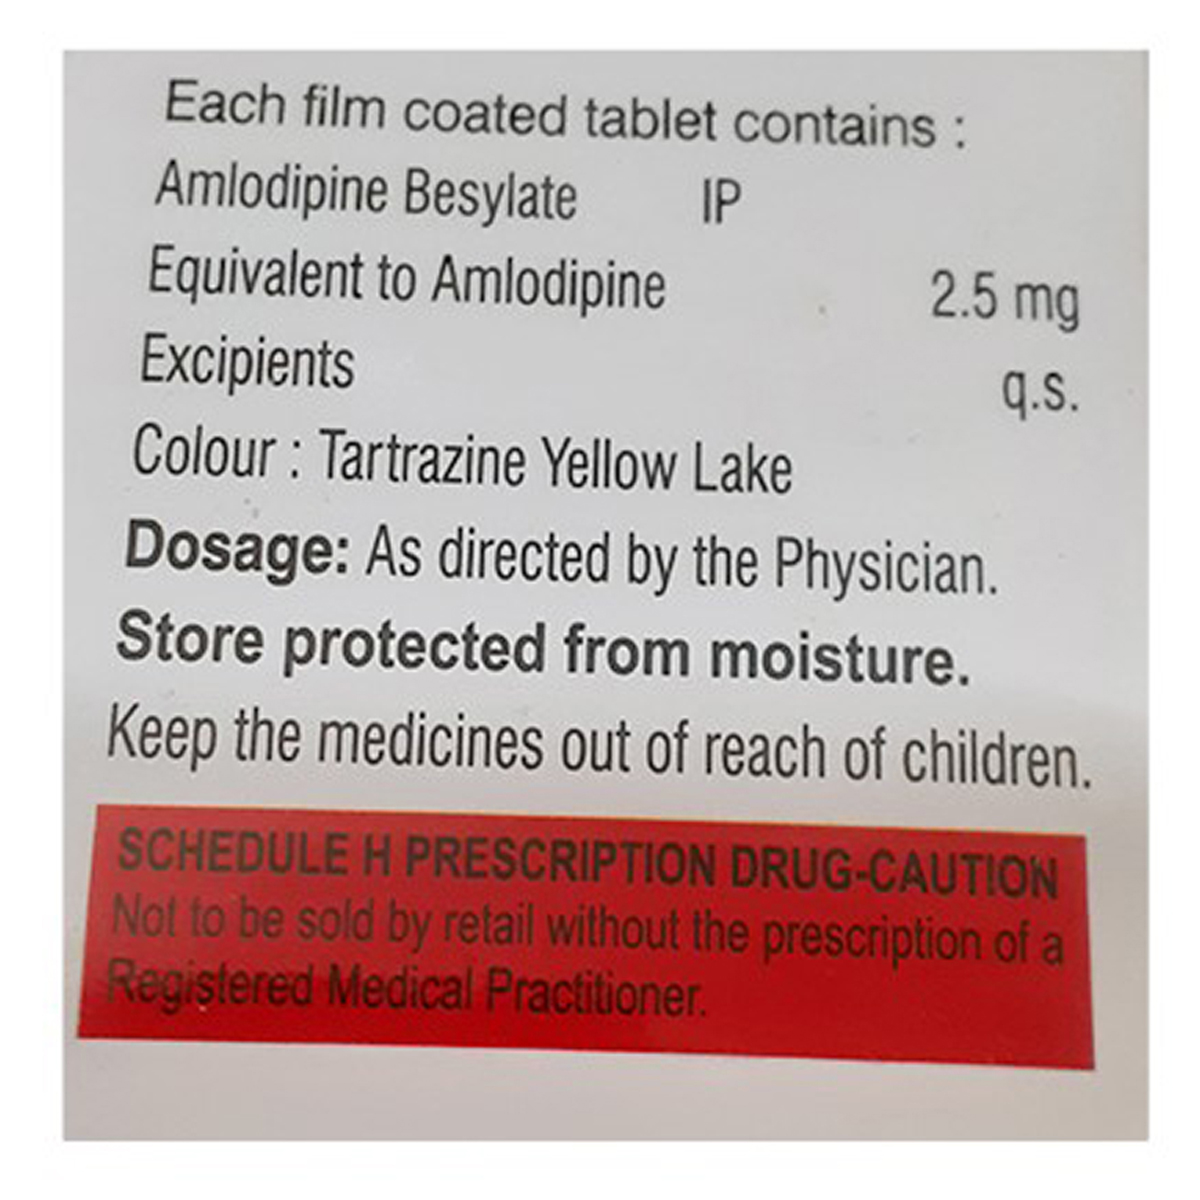 Each film coated tablet contains :
Amlodipine Besylate IP
Equivalent to Amlodipine 2.5 mg
Excipients q.s.
Colour : Tartrazine Yellow Lake
Dosage: As directed by the Physician.
Store protected from moisture.
Keep the medicines out of reach of children.
SCHEDULE H PRESCRIPTION DRUG-CAUTION
Not to be sold by retail without the prescription of a
Registered Medical Practitioner.